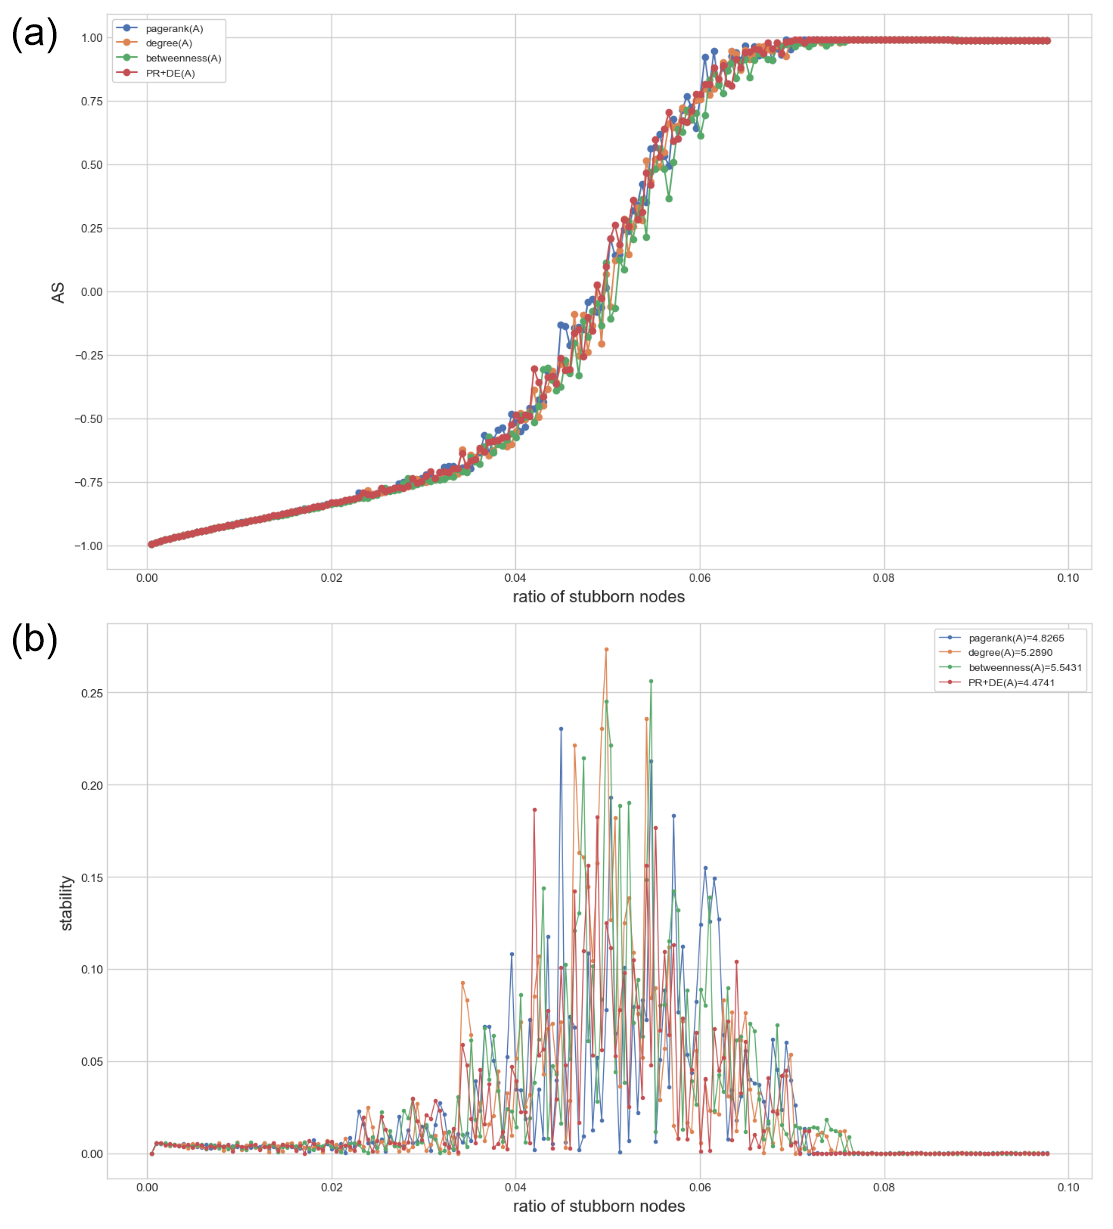 (a)
pagerank(A)
degree(A)
betweenness(A)
PR+DE(A)
1.00
0.75
0.50
0.25
0.00
−0.25
−0.50
−0.75
−1.00
AS
0.00 0.02 0.04 0.06 0.08 0.10
ratio of stubborn nodes
(b)
pagerank(A)=4.8265
degree(A)=5.2890
betweenness(A)=5.5431
PR+DE(A)=4.4741
0.25
0.20
0.15
0.10
0.05
0.00
stability
0.00 0.02 0.04 0.06 0.08 0.10
ratio of stubborn nodes